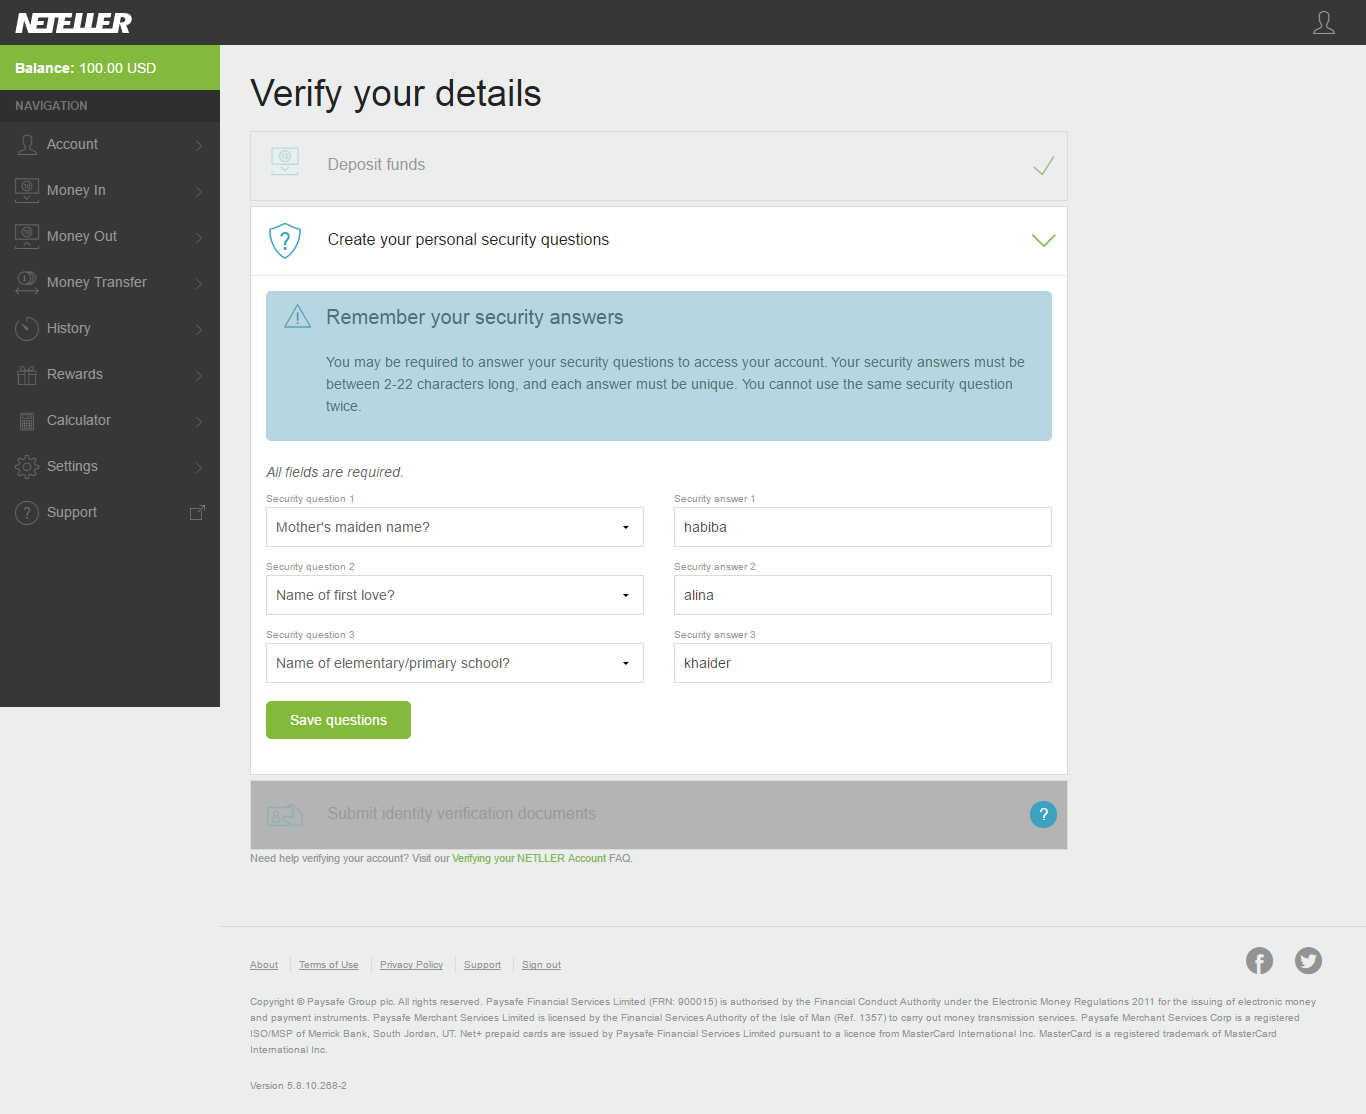 NETELLER
Balance: 100.00 USD
NAVIGATION
Account
Money In
Money Out
Money Transfer
History
Rewards
Calculator
Settings
Support
Verify your details
Deposit funds
Create your personal security questions
Remember your security answers
You may be required to answer your security questions to access your account. Your security answers must be
between 2-22 characters long, and each answer must be unique. You cannot use the same security question
twice.
All fields are required.
Security question 1
Security answer 1
Mother's maiden name?
habiba
Security question 2
Security answer 2
Name of first love?
alina
Security question 3
Security answer 3
Name of elementary/primary school?
khaider
Save questions
Submit identity verification documents
Need help verifying your account? Visit our Verifying your NETLLER Account FAQ.
About
Terms of Use
Privacy Policy
Support
Sign out
Copyright © Paysafe Group plc. All rights reserved. Paysafe Financial Services Limited (FRN: 900015) is authorised by the Financial Conduct Authority under the Electronic Money Regulations 2011 for the issuing of electronic money
and payment instruments. Paysafe Merchant Services Limited is licensed by the Financial Services Authority of the Isle of Man (Ref. 1357) to carry out money transmission services. Paysafe Merchant Services Corp is a registered
ISO/MSP of Merrick Bank, South Jordan, UT. Net+ prepaid cards are issued by Paysafe Financial Services Limited pursuant to a licence from MasterCard International Inc. MasterCard is a registered trademark of MasterCard
International Inc.
Version 5.8.10.268-2